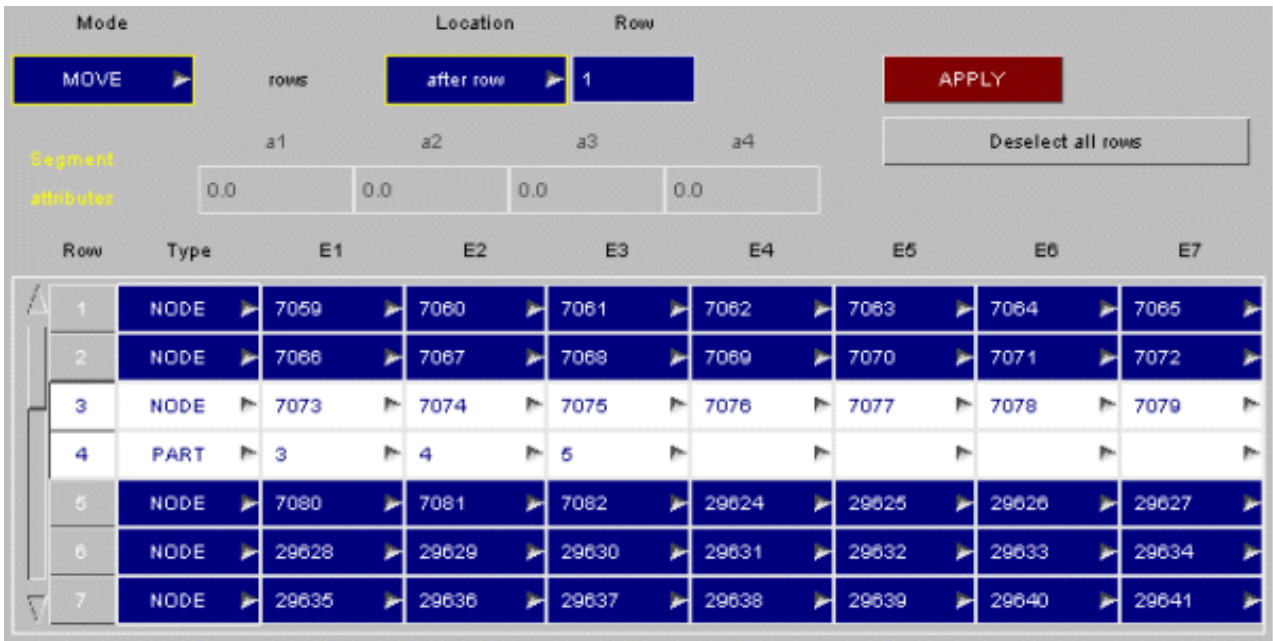 Mode Location Row
MOVE rows after row 1 APPLY
a1 a2 a3 a4 Deselect all rows
Segment
attributes 0.0 0.0 0.0 0.0
Row Type E1 E2 E3 E4 E5 E6 E7
1 NODE 7059 7060 7061 7062 7063 7064 7065
2 NODE 7066 7067 7068 7069 7070 7071 7072
3 NODE 7073 7074 7075 7076 7077 7078 7079
4 PART 3 4 5
5 NODE 7080 7081 7082 29624 29625 29626 29627
6 NODE 29628 29629 29630 29631 29632 29633 29634
7 NODE 29635 29636 29637 29638 29639 29640 29641